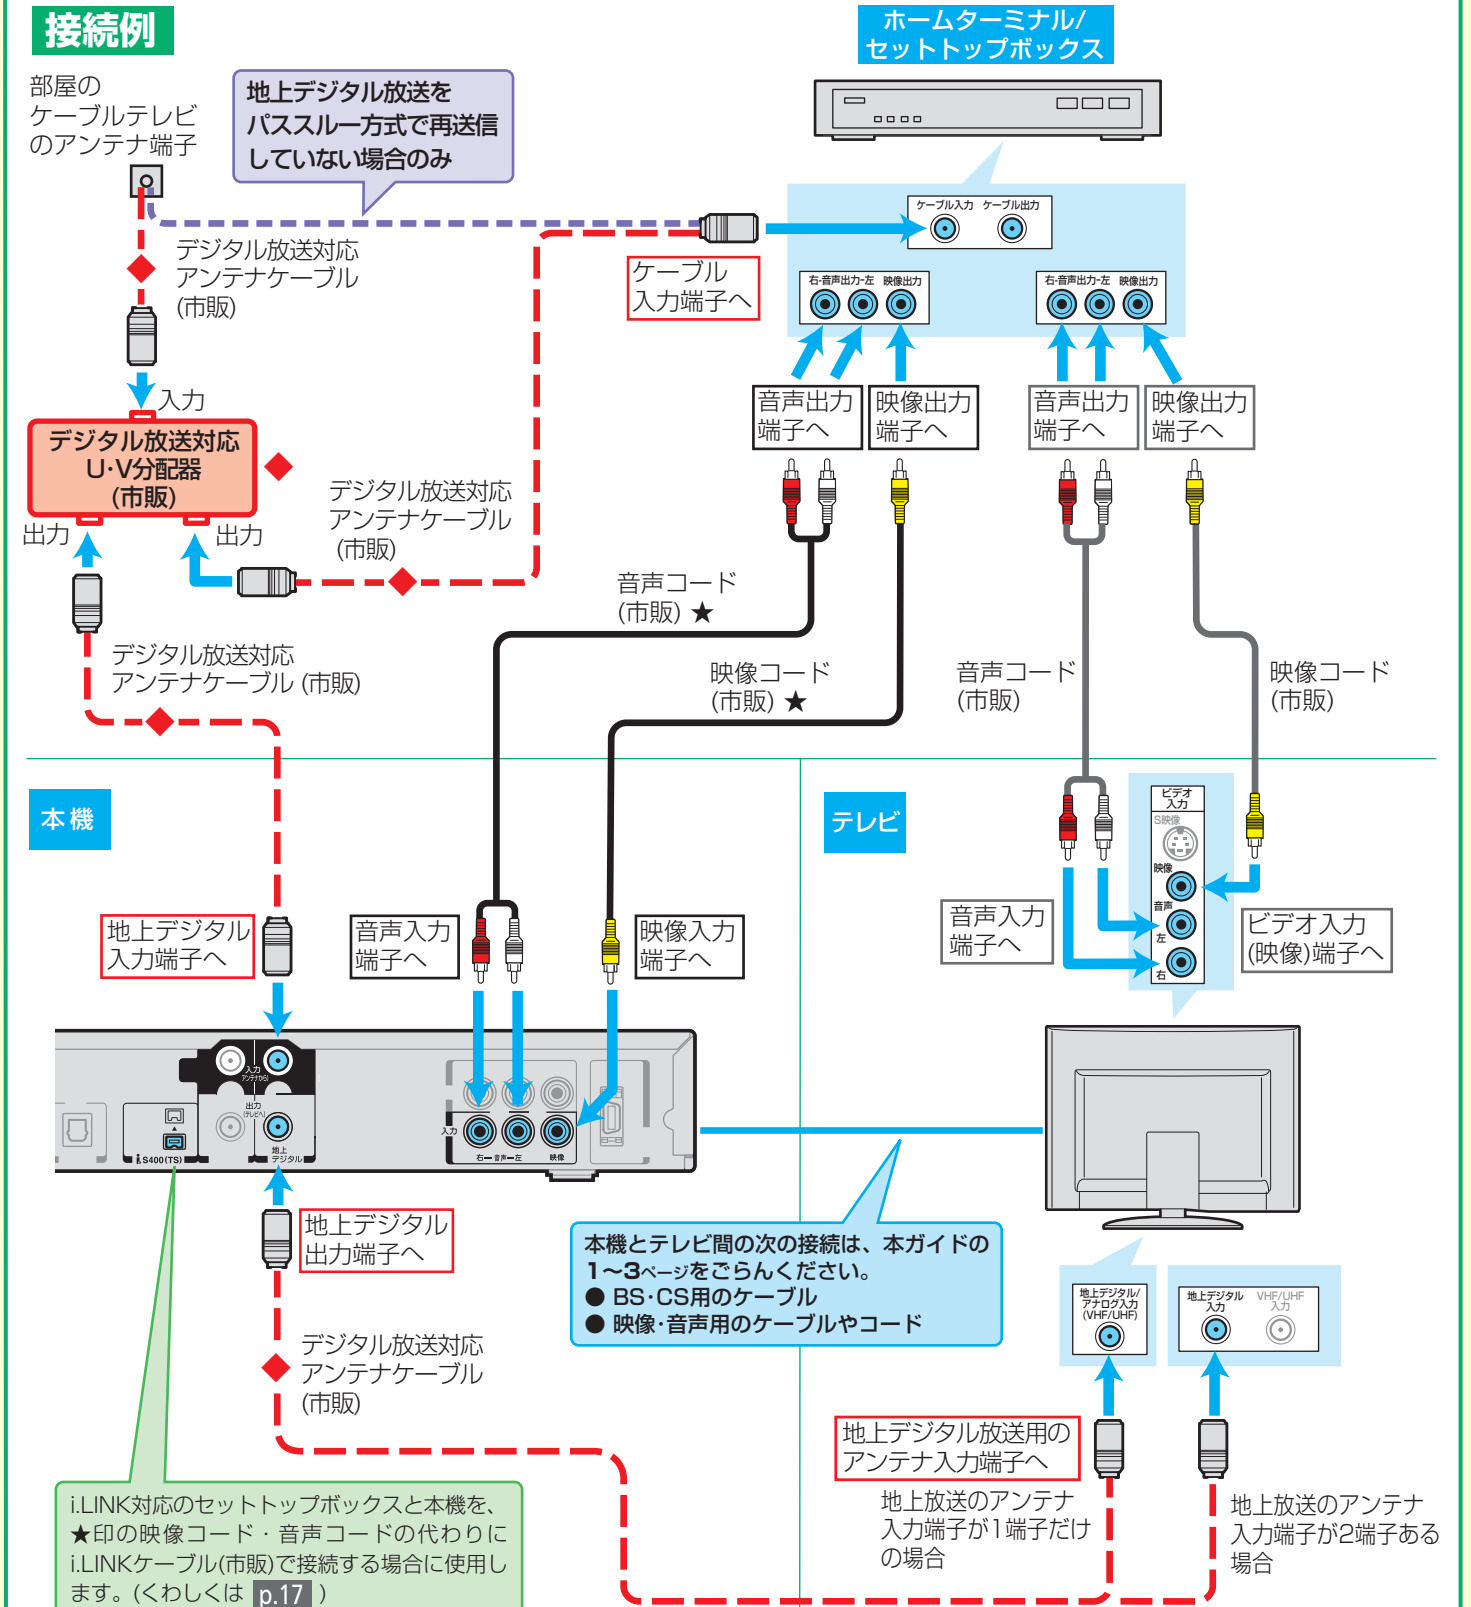 接続例
ホームターミナル/
セットトップボックス
部屋の
ケーブルテレビ
のアンテナ端子
地上デジタル放送を
パススルー方式で再送信
していない場合のみ
ケーブル入力 ケーブル出力
デジタル放送対応
アンテナケーブル
(市販)
ケーブル
入力端子へ
右-音声出力-左 映像出力
右-音声出力-左 映像出力
入力
デジタル放送対応
U・V分配器
(市販)
音声出力
端子へ
映像出力
端子へ
音声出力
端子へ
映像出力
端子へ
出力
出力
デジタル放送対応
アンテナケーブル
(市販)
音声コード
(市販) ★
デジタル放送対応
アンテナケーブル (市販)
映像コード
(市販) ★
音声コード
(市販)
映像コード
(市販)
本機
テレビ
ビデオ
入力
S映像
映像
音声
左
右
地上デジタル
入力端子へ
音声入力
端子へ
映像入力
端子へ
音声入力
端子へ
ビデオ入力
(映像)端子へ
入力
(アンテナから)
出力
(テレビへ)
地上
デジタル
i S400(TS)
入力
右 音声 左 映像
地上デジタル
出力端子へ
本機とテレビ間の次の接続は、本ガイドの
1〜3ページをごらんください。
● BS・CS用のケーブル
● 映像・音声用のケーブルやコード
地上デジタル/
アナログ入力
(VHF/UHF)
地上デジタル
入力
VHF/UHF
入力
デジタル放送対応
アンテナケーブル
(市販)
地上デジタル放送用の
アンテナ入力端子へ
地上放送のアンテナ
入力端子が1端子だけ
の場合
地上放送のアンテナ
入力端子が2端子ある
場合
i.LINK対応のセットトップボックスと本機を、
★印の映像コード・音声コードの代わりに
i.LINKケーブル(市販)で接続する場合に使用し
ます。(くわしくは p.17 )